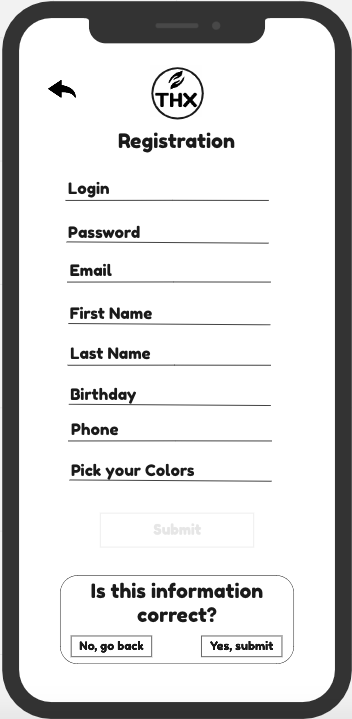 THX
Registration
Login
Password
Email
First Name
Last Name
Birthday
Phone
Pick your Colors
Submit
Is this information
correct?
No, go back
Yes, submit